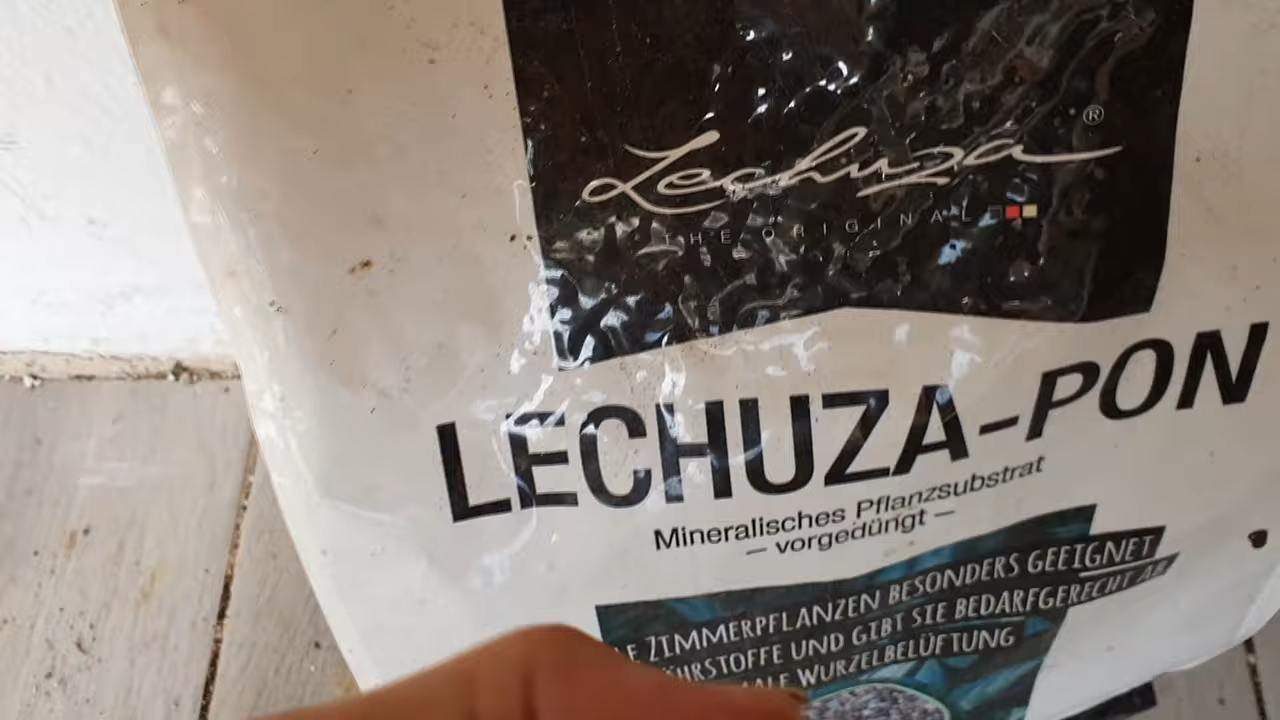 Lechuza®
THE ORIGINAL
LECHUZA-PON
Mineralisches Pflanzsubstrat
– vorgedüngt –
ZIMMERPFLANZEN BESONDERS GEEIGNET
UND GIBT SIE BEDARFGERECHT AB
WURZELBELÜFTUNG